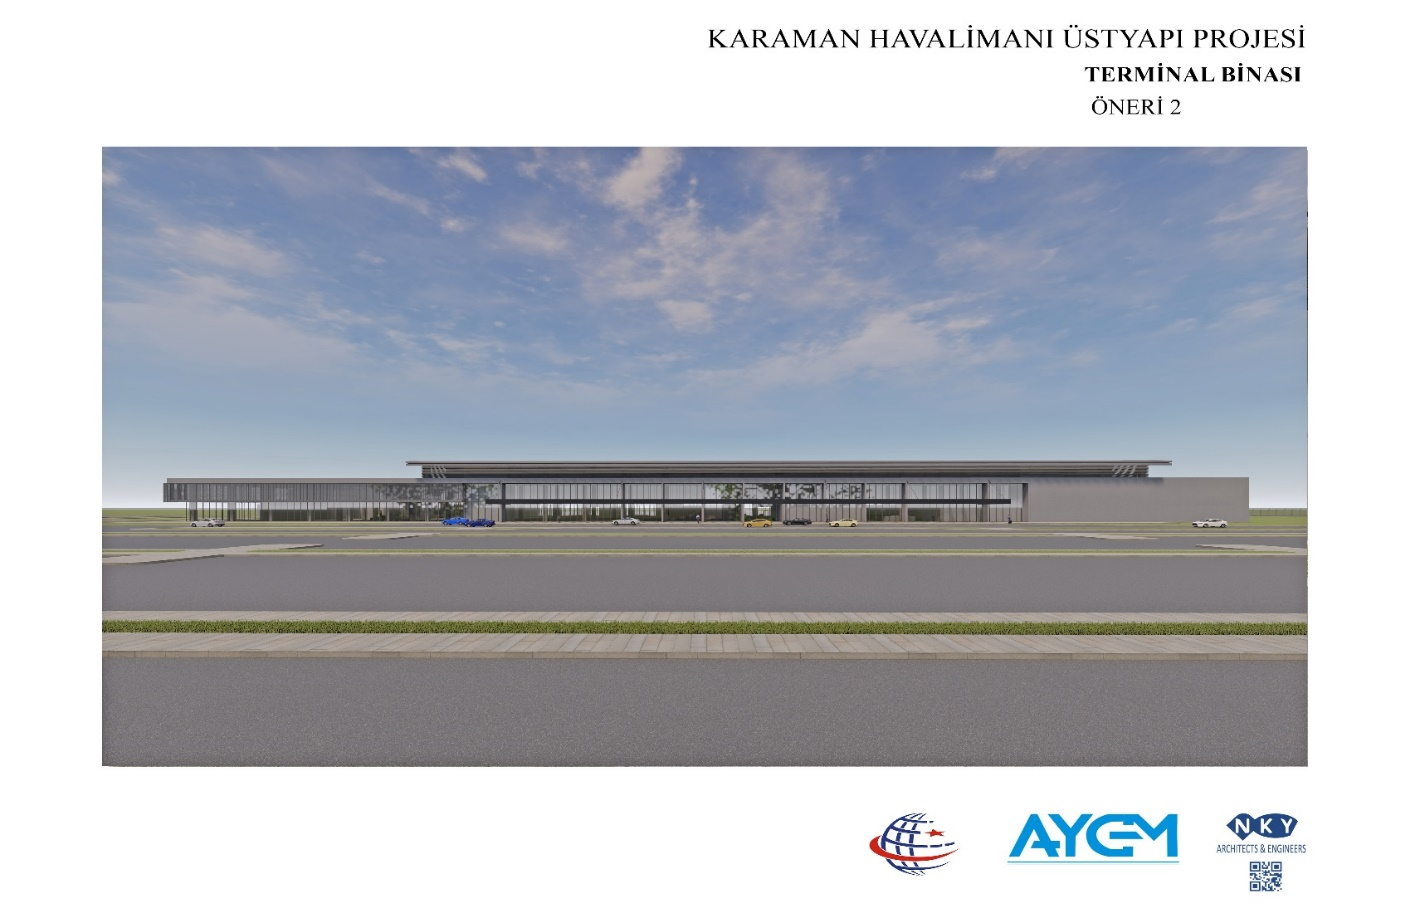 KARAMAN HAVALİMANI ÜSTYAPI PROJESİ
TERMİNAL BİNASI
ÖNERİ 2
AYGM
NKY
ARCHITECTS & ENGINEERS